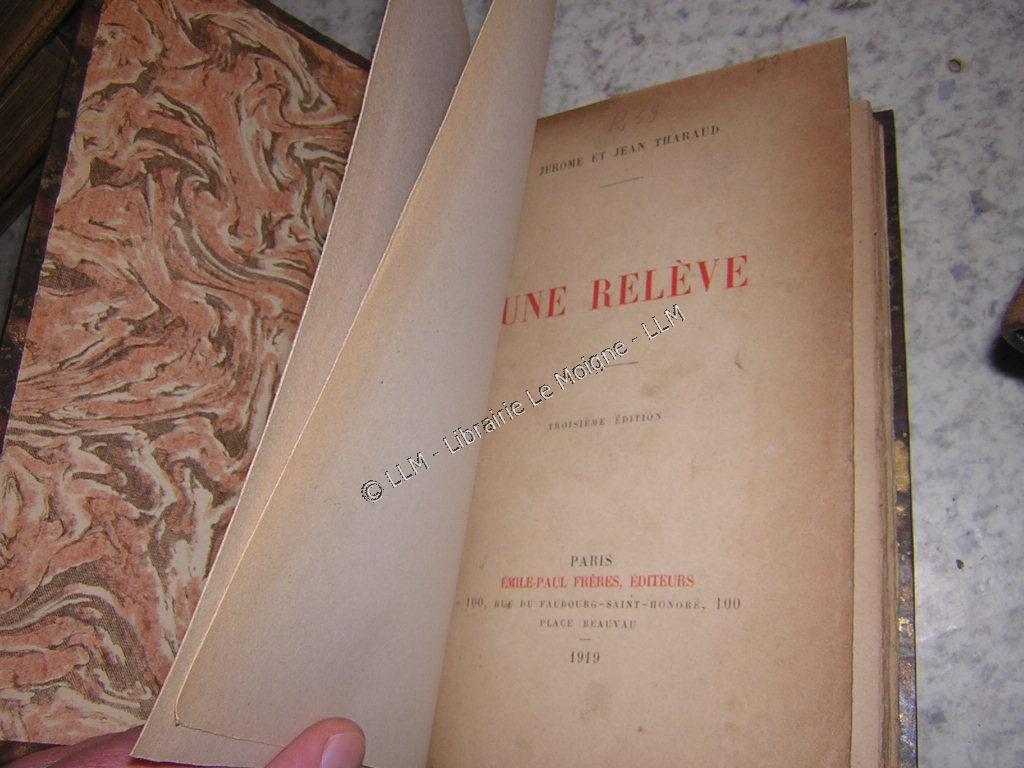 JEROME ET JEAN THARAUD
UNE RELÈVE
© LLM - Librairie Le Moigne - LLM
TROISIÈME ÉDITION
PARIS
ÉMILE-PAUL FRÈRES, ÉDITEURS
100, RUE DU FAUBOURG-SAINT-HONORÉ, 100
PLACE BEAUVAU
1919